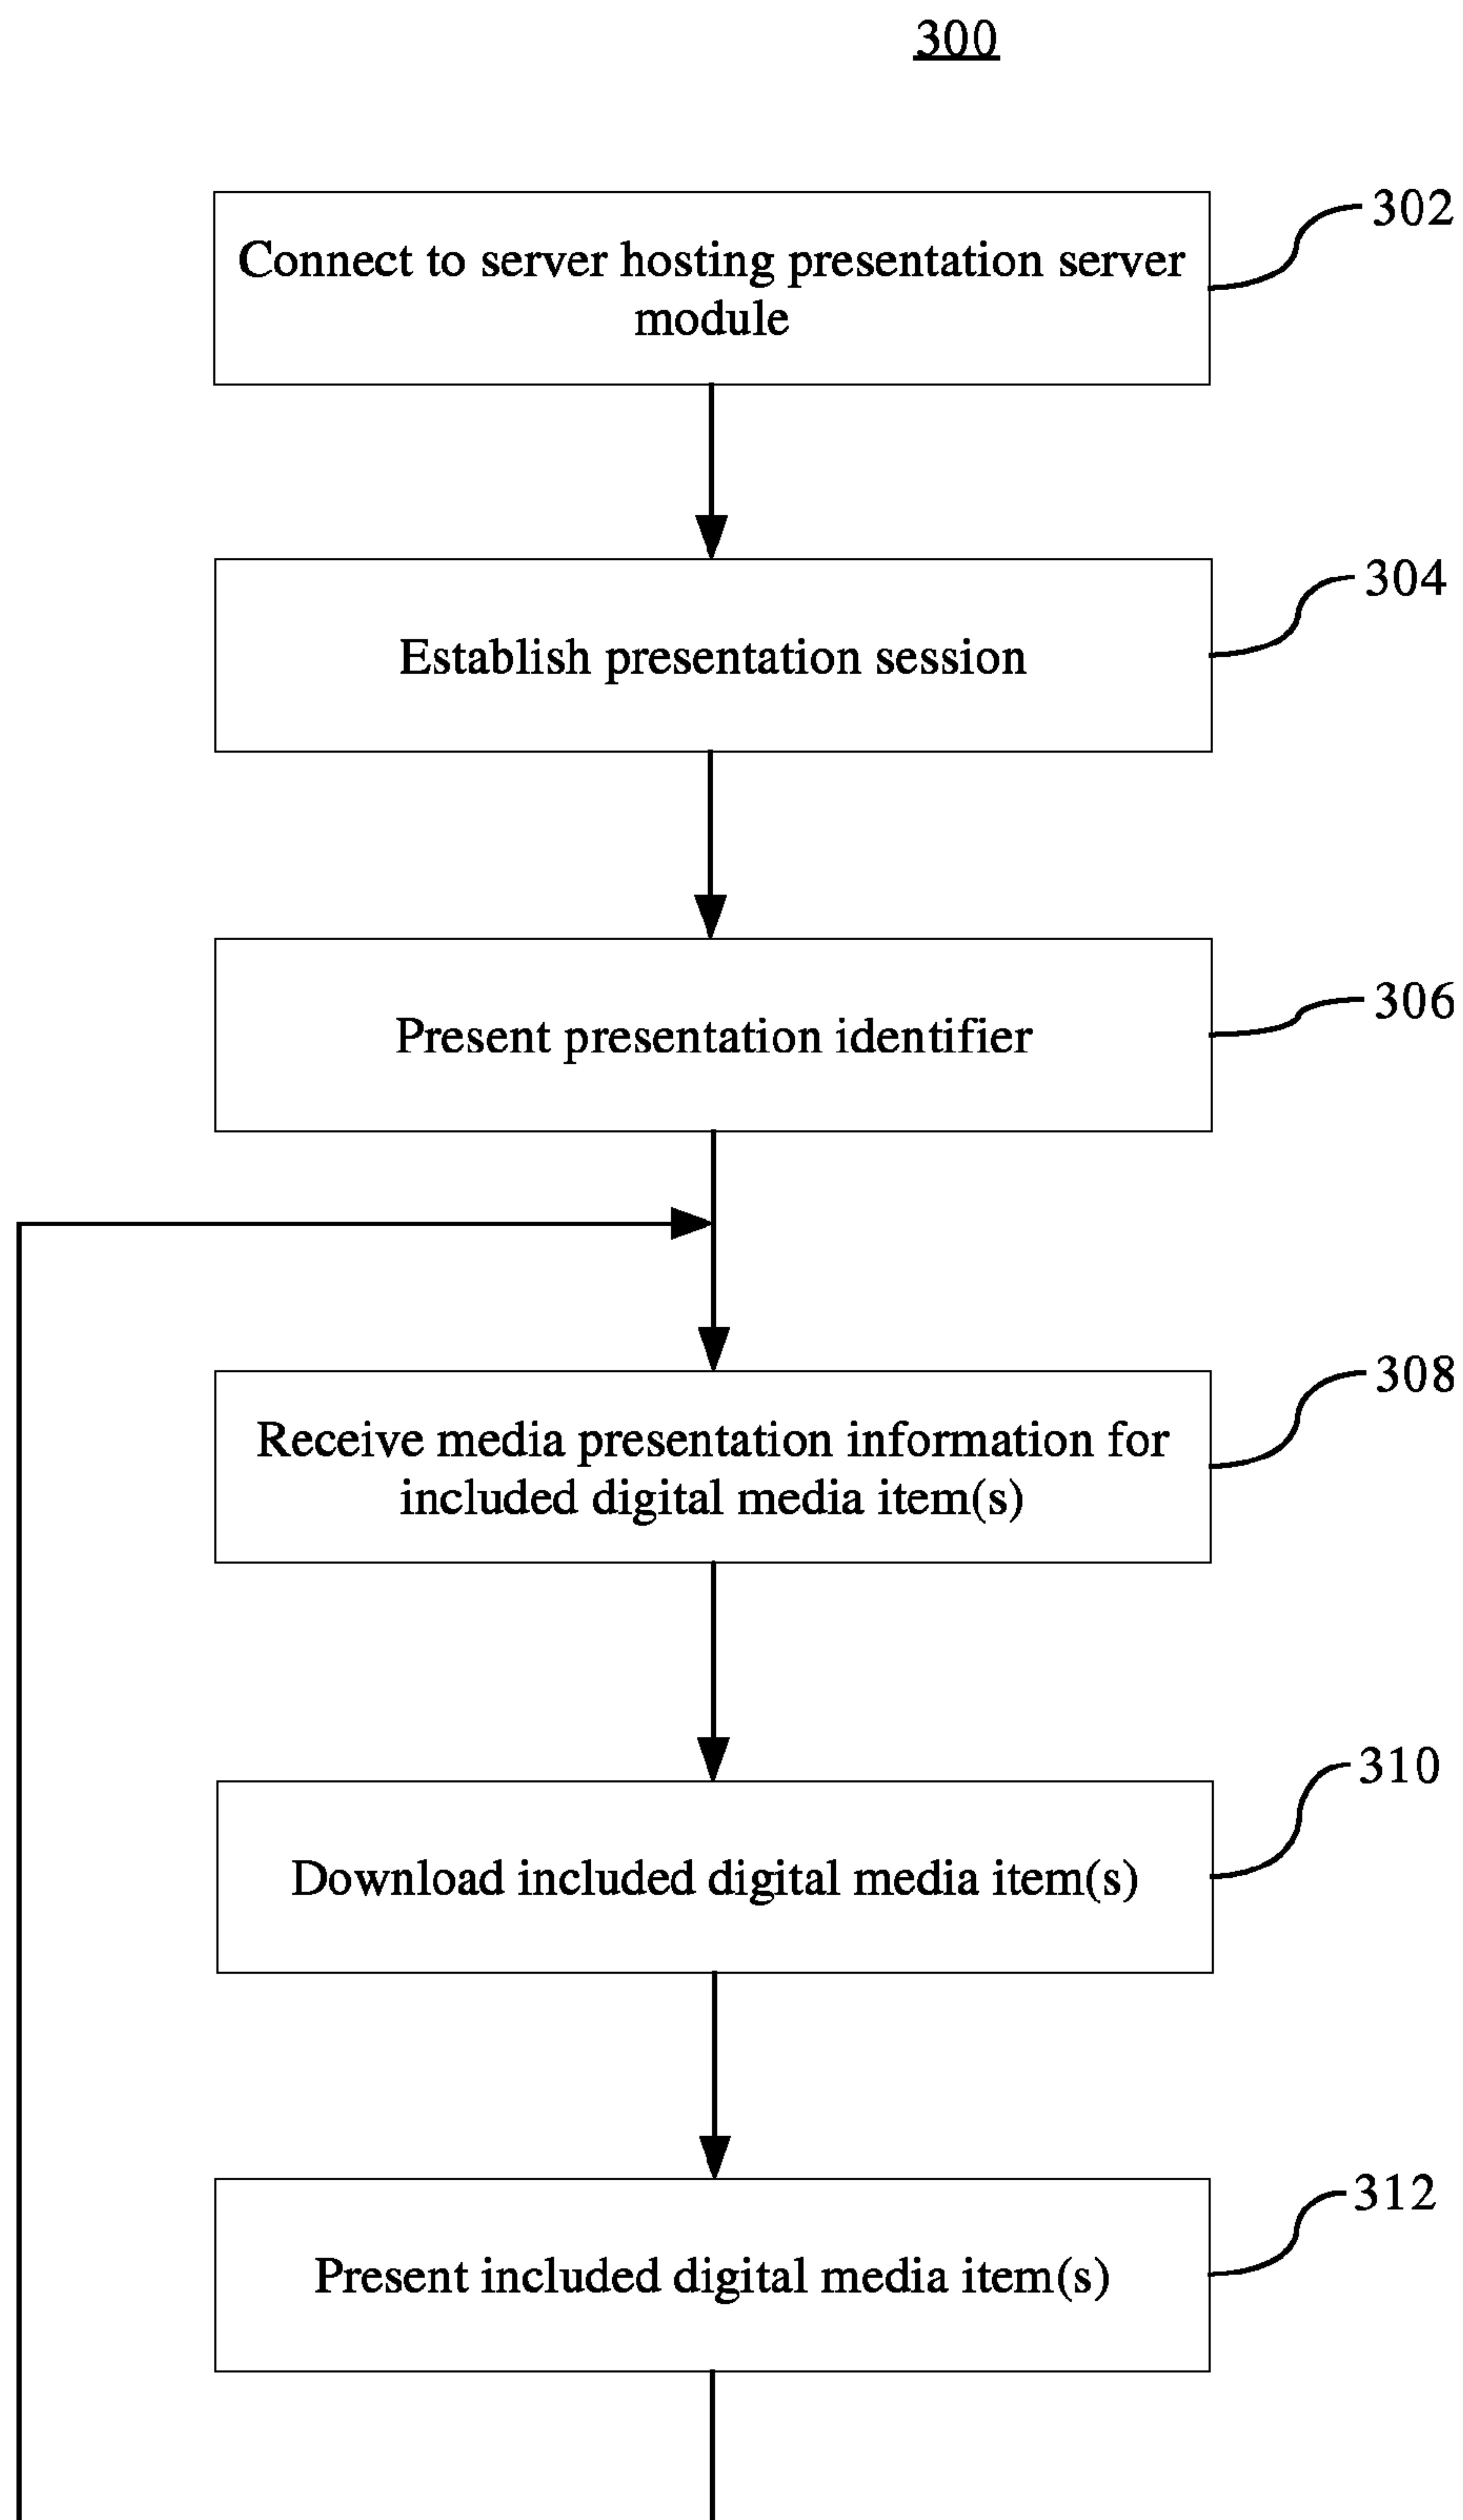 300
302
Connect to server hosting presentation server
module
304
Establish presentation session
306
Present presentation identifier
308
Receive media presentation information for
included digital media item(s)
310
Download included digital media item(s)
312
Present included digital media item(s)